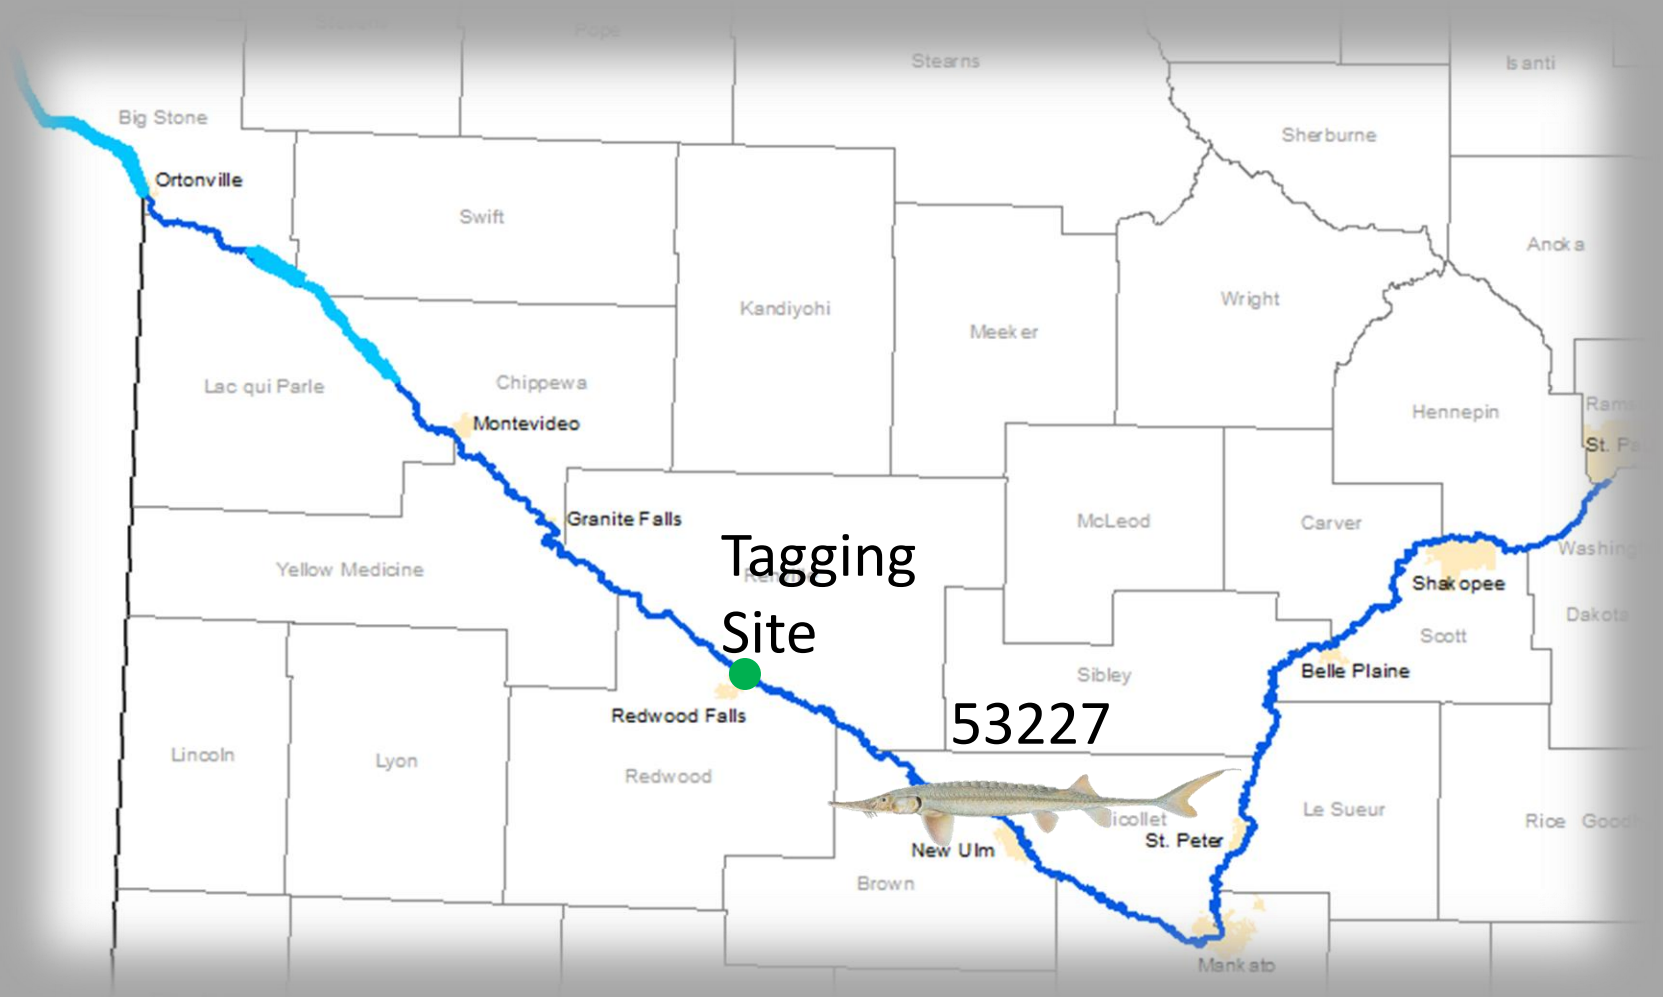 Pope
Stearns
Isanti
Big Stone
Sherburne
Ortonville
Swift
Anoka
Kandiyohi
Wright
Meeker
Lac qui Parle
Chippewa
Hennepin
Montevideo
Granite Falls
McLeod
Carver
Tagging
Site
Yellow Medicine
Shakopee
Dakota
Scott
Sibley
Belle Plaine
Redwood Falls
53227
Lincoln
Lyon
Redwood
Le Sueur
Rice
St. Peter
New Ulm
Brown
Mankato